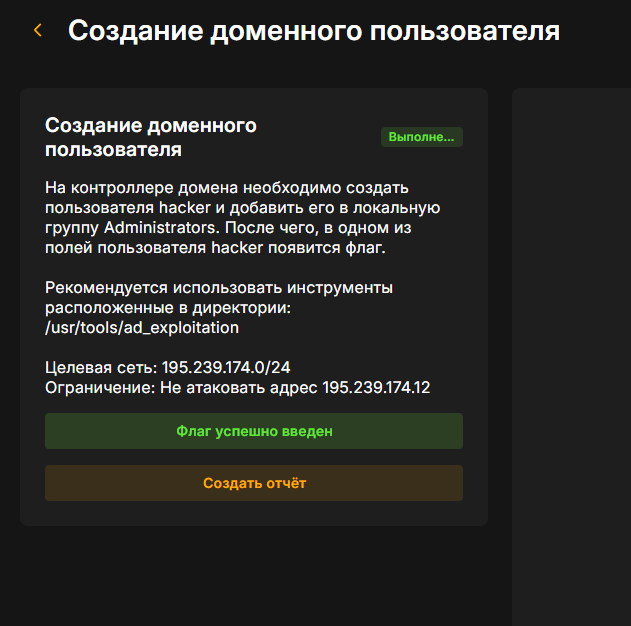 Создание доменного пользователя
Создание доменного
пользователя
Выполне...
На контроллере домена необходимо создать
пользователя hacker и добавить его в локальную
группу Administrators. После чего, в одном из
полей пользователя hacker появится флаг.
Рекомендуется использовать инструменты
расположенные в директории:
/usr/tools/ad_exploitation
Целевая сеть: 195.239.174.0/24
Ограничение: Не атаковать адрес 195.239.174.12
Флаг успешно введен
Создать отчёт